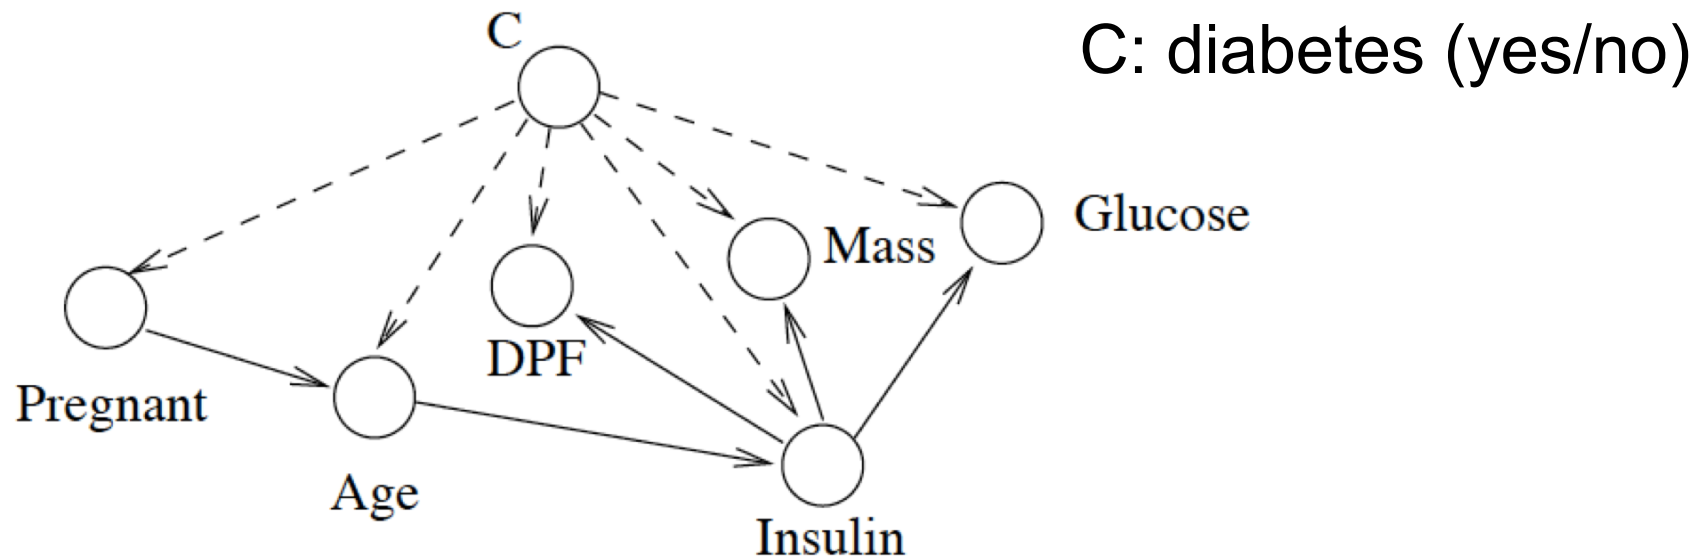 C
C: diabetes (yes/no)
Glucose
Mass
DPF
Pregnant
Age
Insulin